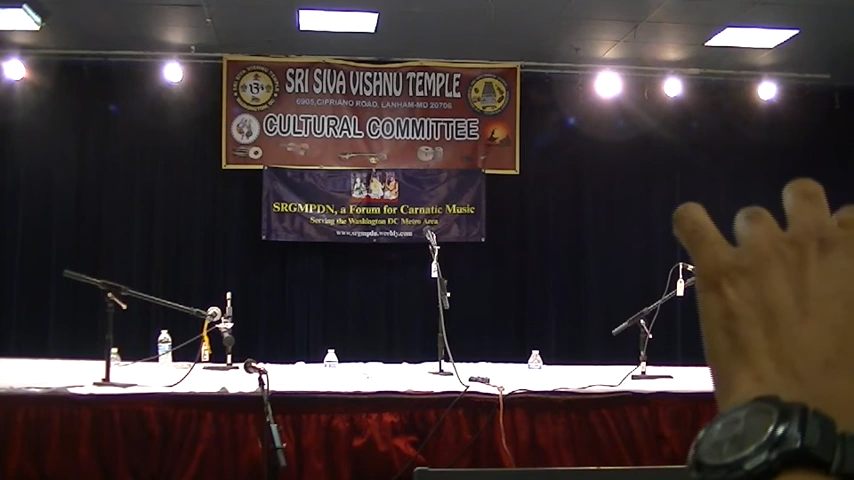 SRI SIVA VISHNU TEMPLE
6905, CIPRIANO ROAD, LANHAM-MD 20706
CULTURAL COMMITTEE
SRGMPDN, a Forum for Carnatic Music
Serving the Washington DC Metro Area
www.srgmpdn.weebly.com